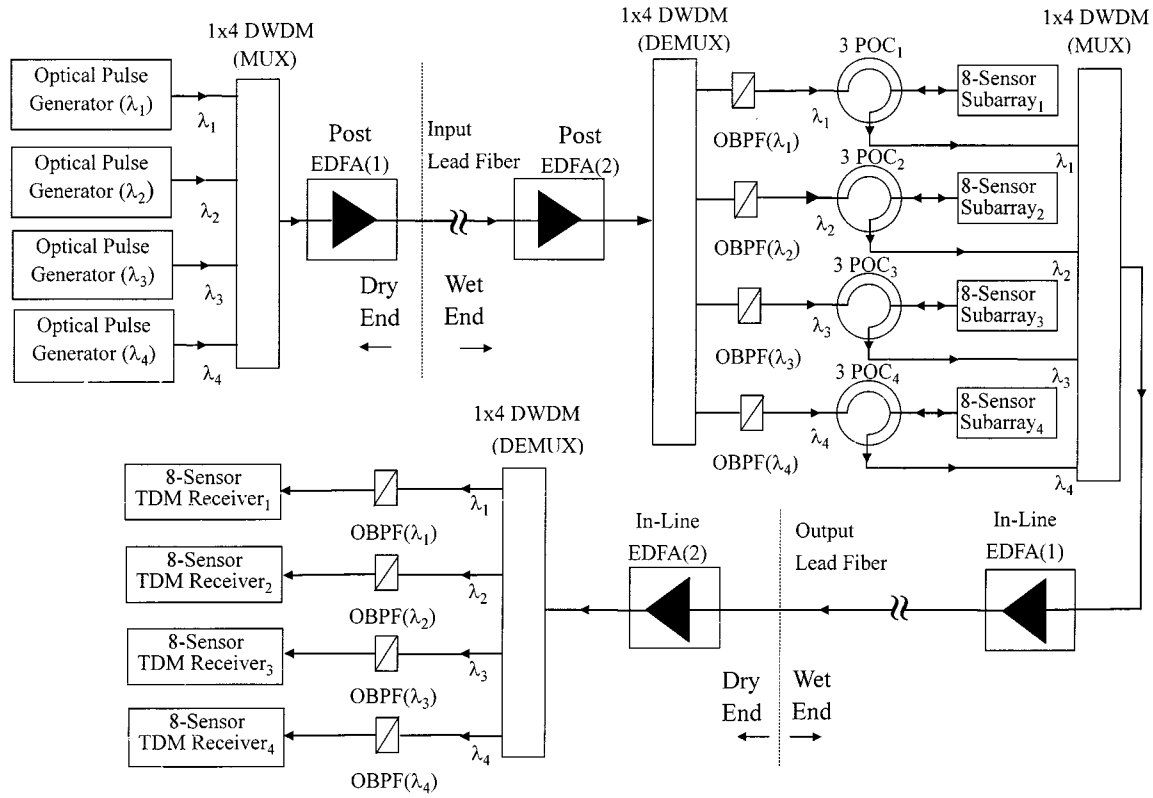 1x4 DWDM
(MUX)
Optical Pulse
Generator (λ₁)
λ₁
Optical Pulse
Generator (λ₂)
λ₂
Optical Pulse
Generator (λ₃)
λ₃
Optical Pulse
Generator (λ₄)
λ₄
Post
EDFA(1)
Input
Lead Fiber
Post
EDFA(2)
Dry
End
Wet
End
1x4 DWDM
(DEMUX)
OBPF(λ₁)
λ₁
3 POC₁
8-Sensor
Subarray₁
λ₁
OBPF(λ₂)
λ₂
3 POC₂
8-Sensor
Subarray₂
λ₂
OBPF(λ₃)
λ₃
3 POC₃
8-Sensor
Subarray₃
λ₃
OBPF(λ₄)
λ₄
3 POC₄
8-Sensor
Subarray₄
λ₄
1x4 DWDM
(MUX)
In-Line
EDFA(1)
Output
Lead Fiber
In-Line
EDFA(2)
Dry
End
Wet
End
1x4 DWDM
(DEMUX)
λ₁
OBPF(λ₁)
8-Sensor
TDM Receiver₁
λ₂
OBPF(λ₂)
8-Sensor
TDM Receiver₂
λ₃
OBPF(λ₃)
8-Sensor
TDM Receiver₃
λ₄
OBPF(λ₄)
8-Sensor
TDM Receiver₄